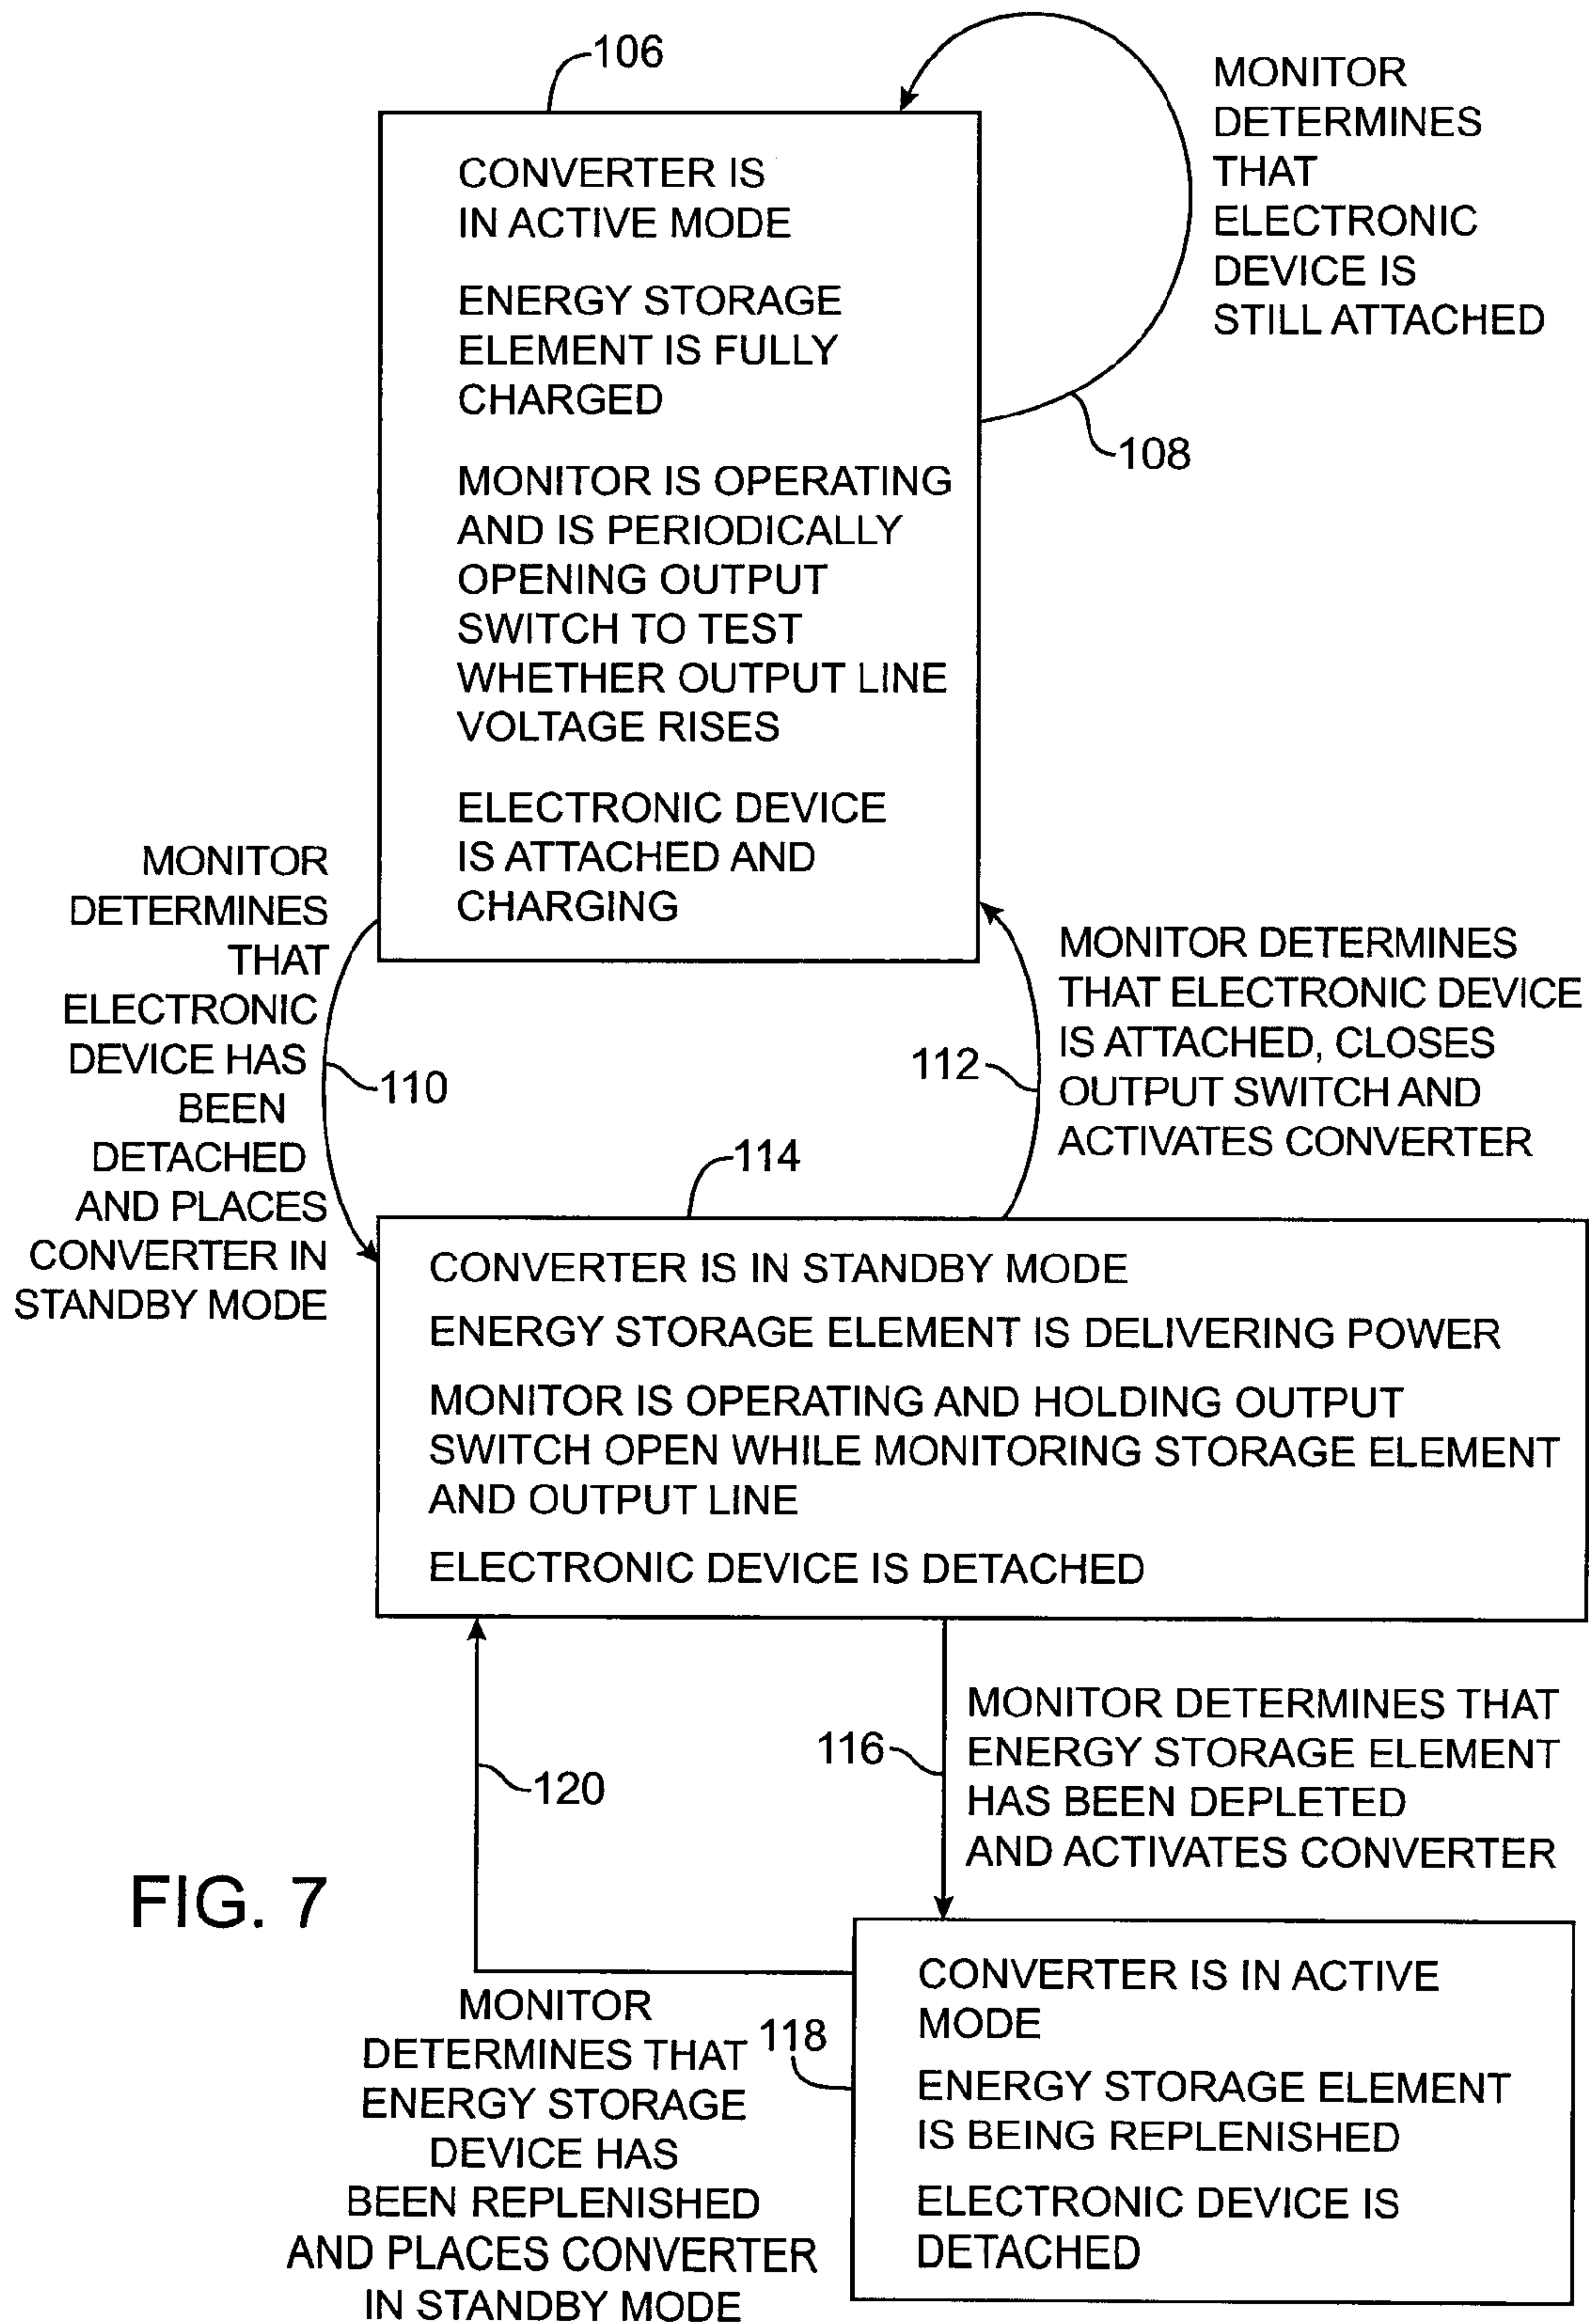 106
CONVERTER IS
IN ACTIVE MODE
ENERGY STORAGE
ELEMENT IS FULLY
CHARGED
MONITOR IS OPERATING
AND IS PERIODICALLY
OPENING OUTPUT
SWITCH TO TEST
WHETHER OUTPUT LINE
VOLTAGE RISES
ELECTRONIC DEVICE
IS ATTACHED AND
CHARGING
MONITOR
DETERMINES
THAT
ELECTRONIC
DEVICE IS
STILL ATTACHED
108
MONITOR
DETERMINES
THAT
ELECTRONIC
DEVICE HAS
BEEN
DETACHED
AND PLACES
CONVERTER IN
STANDBY MODE
110
112
MONITOR DETERMINES
THAT ELECTRONIC DEVICE
IS ATTACHED, CLOSES
OUTPUT SWITCH AND
ACTIVATES CONVERTER
114
CONVERTER IS IN STANDBY MODE
ENERGY STORAGE ELEMENT IS DELIVERING POWER
MONITOR IS OPERATING AND HOLDING OUTPUT
SWITCH OPEN WHILE MONITORING STORAGE ELEMENT
AND OUTPUT LINE
ELECTRONIC DEVICE IS DETACHED
116
MONITOR DETERMINES THAT
ENERGY STORAGE ELEMENT
HAS BEEN DEPLETED
AND ACTIVATES CONVERTER
120
FIG. 7
MONITOR
DETERMINES THAT
ENERGY STORAGE
DEVICE HAS
BEEN REPLENISHED
AND PLACES CONVERTER
IN STANDBY MODE
118
CONVERTER IS IN ACTIVE
MODE
ENERGY STORAGE ELEMENT
IS BEING REPLENISHED
ELECTRONIC DEVICE IS
DETACHED